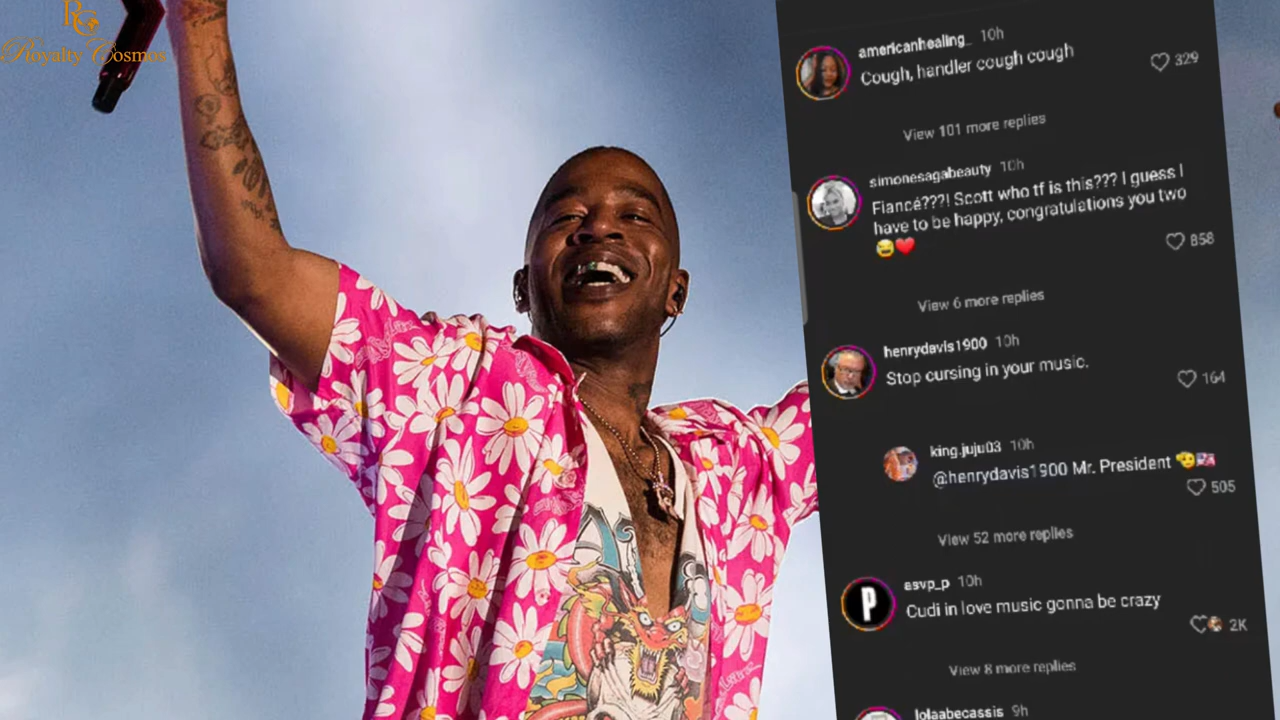 RC
Royalty Cosmos
americanhealing_ 10h
Cough, handler cough cough
329
View 101 more replies
simonesagabeauty 10h
Fiancé???! Scott who tf is this??? I guess I
have to be happy, congratulations you two
😅❤️
858
View 6 more replies
henrydavis1900 10h
Stop cursing in your music.
164
king.juju03 10h
@henrydavis1900 Mr. President 🫡🇺🇸
505
View 52 more replies
P
asvp_p 10h
Cudi in love music gonna be crazy
2K
View 8 more replies
lolaabecassis 9h